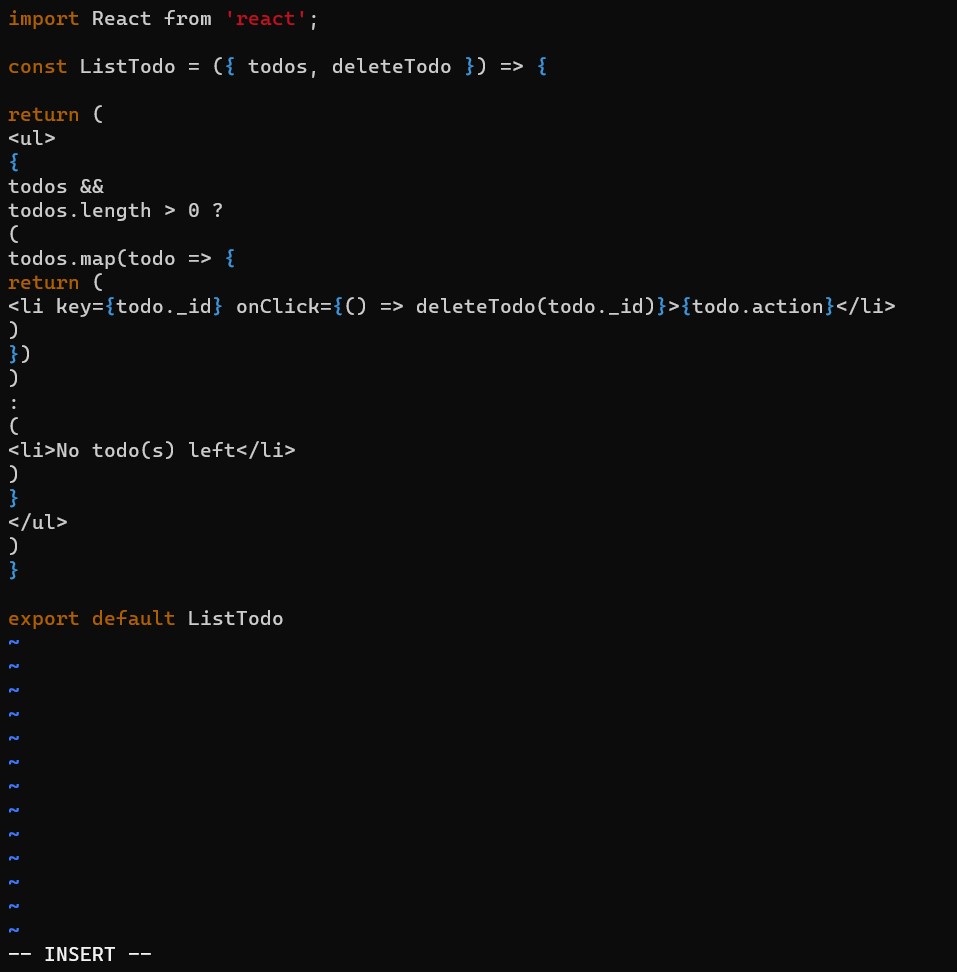 import React from 'react';

const ListTodo = ({ todos, deleteTodo }) => {

return (
<ul>
{
todos &&
todos.length > 0 ?
(
todos.map(todo => {
return (
<li key={todo._id} onClick={() => deleteTodo(todo._id)}>{todo.action}</li>
)
})
)
:
(
<li>No todo(s) left</li>
)
}
</ul>
)
}

export default ListTodo
~
~
~
~
~
~
~
~
~
~
~
~
~
-- INSERT --